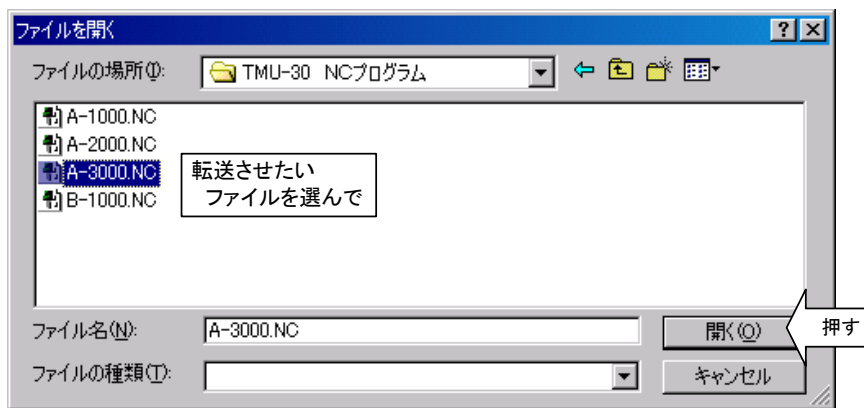 ファイルを開く
ファイルの場所(I):
TMU-30 NCプログラム
A-1000.NC
A-2000.NC
A-3000.NC
B-1000.NC
転送させたい
ファイルを選んで
ファイル名(N):
A-3000.NC
開く(O)
押す
ファイルの種類(T):
キャンセル